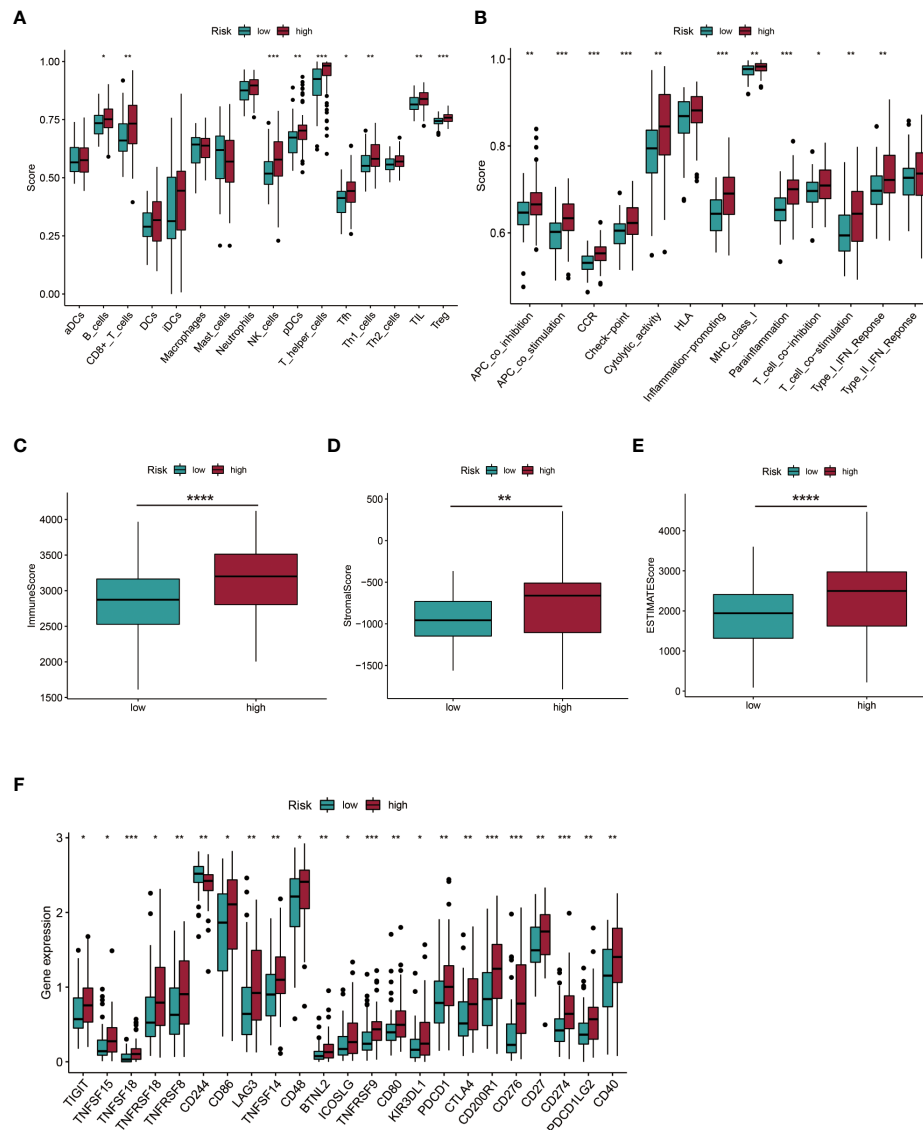 A
Risk low high
* ** *** ** *** * ** ** ***
1.00
0.75
0.50
0.25
0.00
Score
aDCs
B_cells
CD8+_T_cells
DCs
iDCs
Macrophages
Mast_cells
Neutrophils
NK_cells
pDCs
T_helper_cells
Tfh
Th1_cells
Th2_cells
TIL
Treg
B
Risk low high
** *** *** *** ** *** ** *** * ** **
1.0
0.8
0.6
Score
APC_co_inhibition
APC_co_stimulation
CCR
Check-point
Cytolytic_activity
HLA
Inflammation-promoting
MHC_class_I
Parainflammation
T_cell_co-inhibition
T_cell_co-stimulation
Type_I_IFN_Reponse
Type_II_IFN_Reponse
C
Risk low high
****
4000
3500
3000
2500
2000
1500
ImmuneScore
low high
D
Risk low high
**
500
0
−500
−1000
−1500
StromalScore
low high
E
Risk low high
****
4000
3000
2000
1000
0
ESTIMATEScore
low high
F
Risk low high
* * *** * ** ** * ** ** * ** * *** ** * ** ** *** *** ** *** ** **
3
2
1
0
Gene expression
TIGIT
TNFSF15
TNFSF18
TNFRSF18
TNFRSF8
CD244
CD86
LAG3
TNFSF14
CD48
BTNL2
ICOSLG
TNFRSF9
CD80
KIR3DL1
PDCD1
CTLA4
CD200R1
CD276
CD27
CD274
PDCD1LG2
CD40